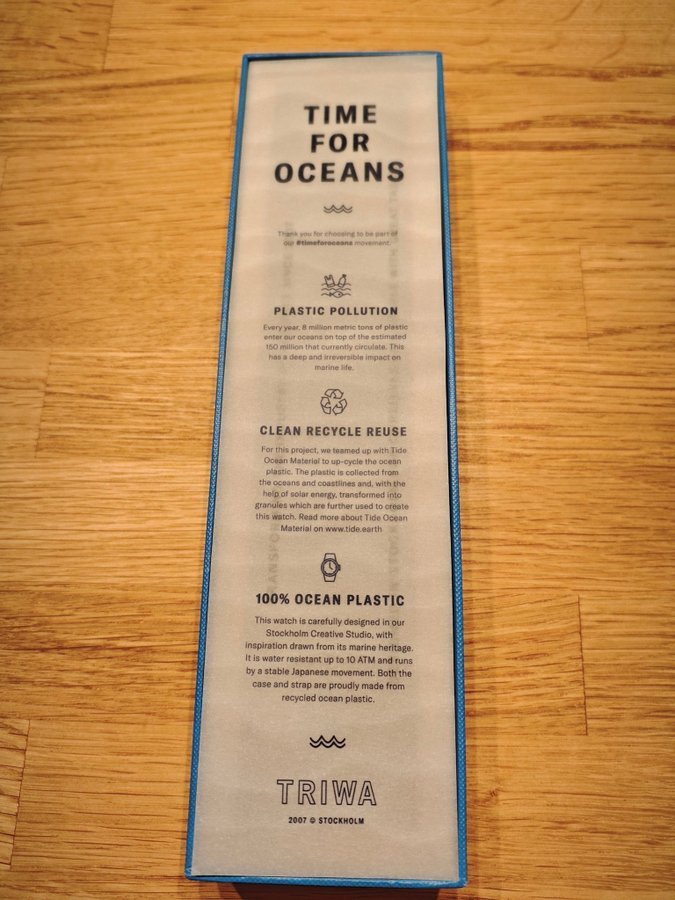 TIME
FOR
OCEANS
Thank you for choosing to be part of
our #timeforoceans movement.
PLASTIC POLLUTION
Every year, 8 million metric tons of plastic
enter our oceans on top of the estimated
150 million that currently circulate. This
has a deep and irreversible impact on
marine life.
CLEAN RECYCLE REUSE
For this project, we teamed up with Tide
Ocean Material to up-cycle the ocean
plastic. The plastic is collected from
the oceans and coastlines and, with the
help of solar energy, transformed into
granules which are further used to create
this watch. Read more about Tide Ocean
Material on www.tide.earth
100% OCEAN PLASTIC
This watch is carefully designed in our
Stockholm Creative Studio, with
inspiration drawn from its marine heritage.
It is water resistant up to 10 ATM and runs
by a stable Japanese movement. Both the
case and strap are proudly made from
recycled ocean plastic.
TRIWA
2007 © STOCKHOLM